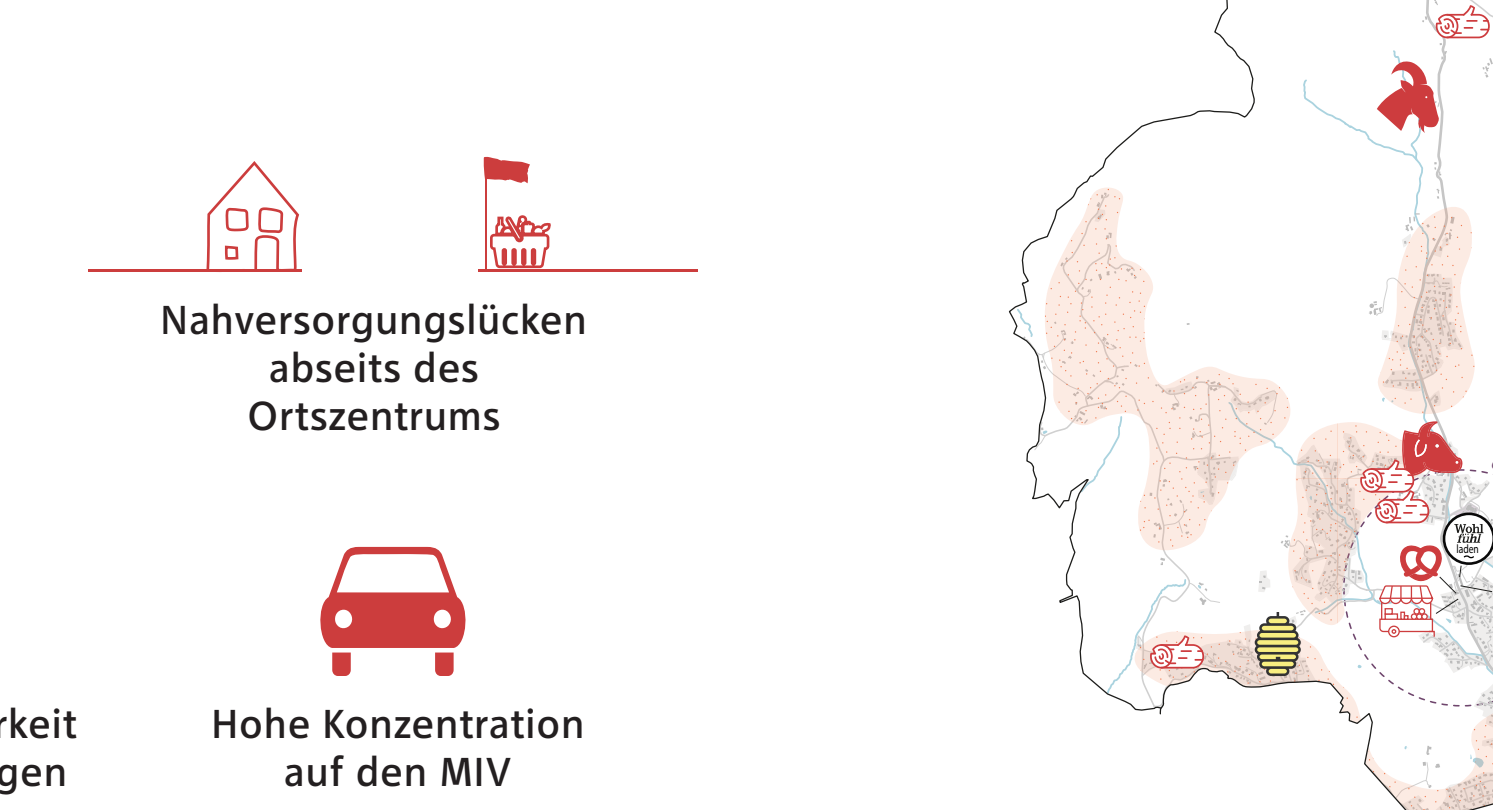 Nahversorgungslücken
abseits des
Ortszentrums
rkeit
gen
Hohe Konzentration
auf den MIV
Wohl
fühl
laden